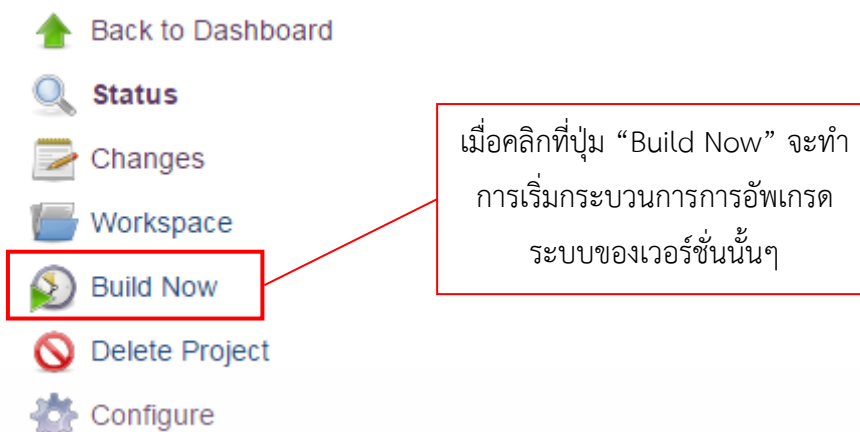 Back to Dashboard
Status
Changes
Workspace
Build Now
Delete Project
Configure
เมื่อคลิกที่ปุ่ม “Build Now” จะทำ
การเริ่มกระบวนการการอัพเกรด
ระบบของเวอร์ชั่นนั้นๆ